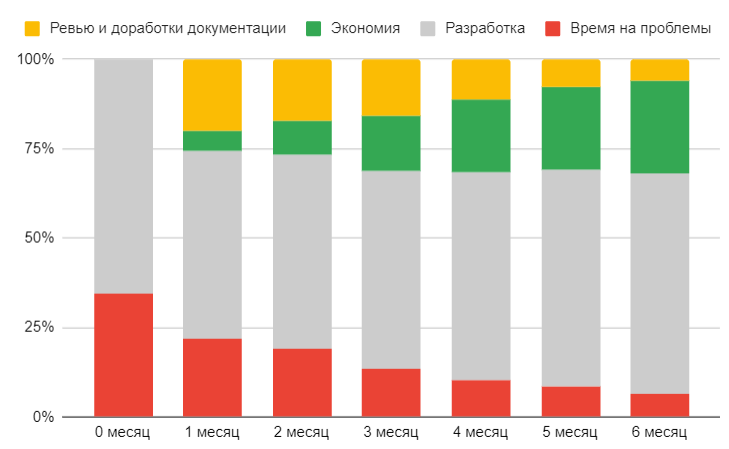 Ревью и доработки документации Экономия Разработка Время на проблемы
100%
75%
50%
25%
0%
0 месяц 1 месяц 2 месяц 3 месяц 4 месяц 5 месяц 6 месяц